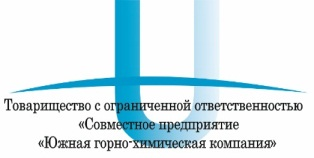 Товарищество с ограниченной ответственностью
«Совместное предприятие
«Южная горно-химическая компания»